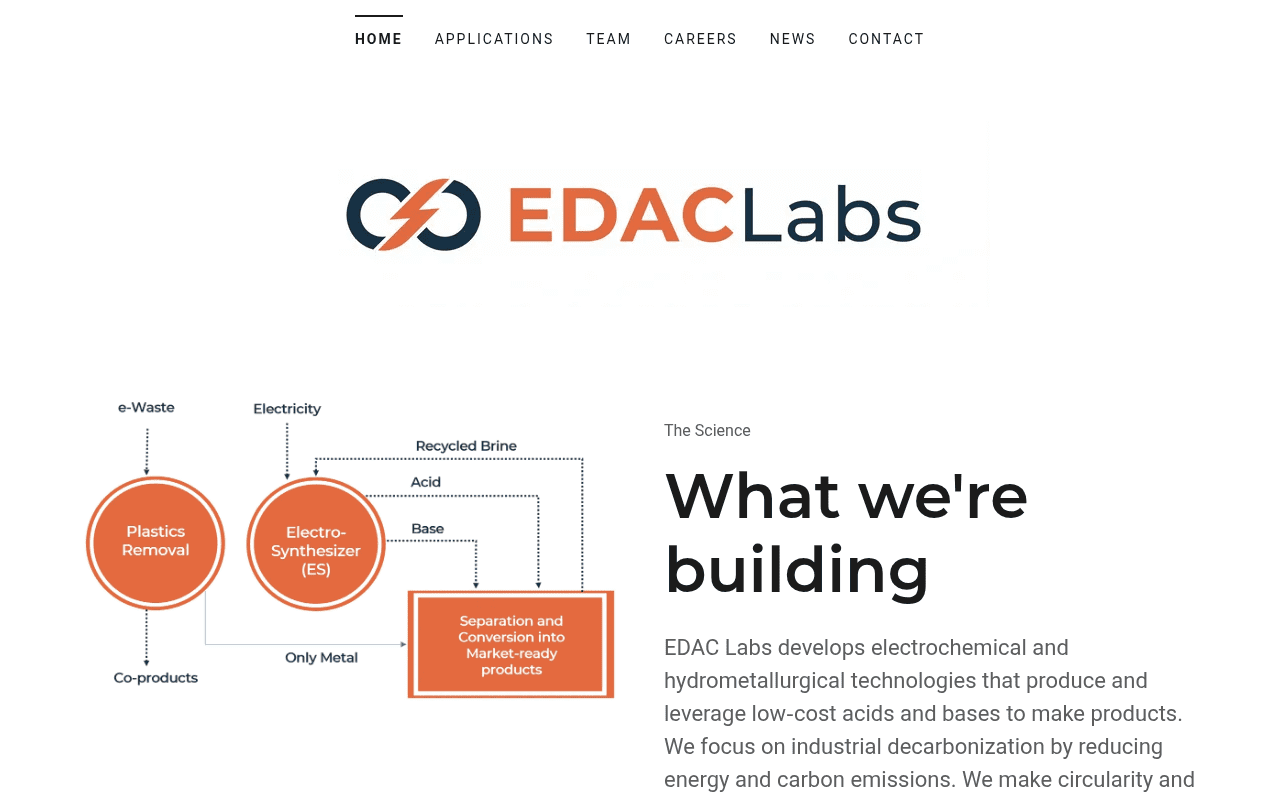 HOME APPLICATIONS TEAM CAREERS NEWS CONTACT
EDACLabs
e-Waste
Electricity
Recycled Brine
Acid
Base
Plastics
Removal
Electro-
Synthesizer
(ES)
Separation and
Conversion into
Market-ready
products
Only Metal
Co-products
The Science
What we're
building
EDAC Labs develops electrochemical and
hydrometallurgical technologies that produce and
leverage low-cost acids and bases to make products.
We focus on industrial decarbonization by reducing
energy and carbon emissions. We make circularity and